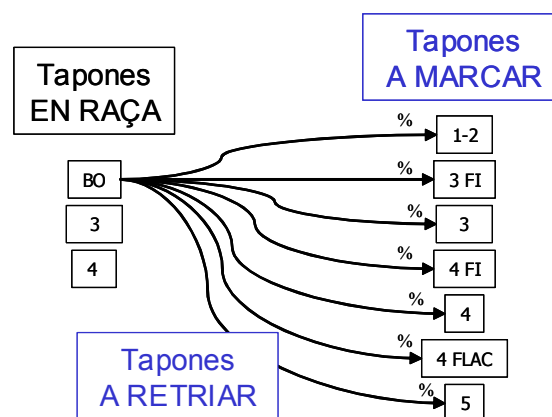 Tapones
EN RAÇA
BO
3
4
Tapones
A MARCAR
% 1-2
% 3 FI
% 3
% 4 FI
% 4
% 4 FLAC
% 5
Tapones
A RETRIAR